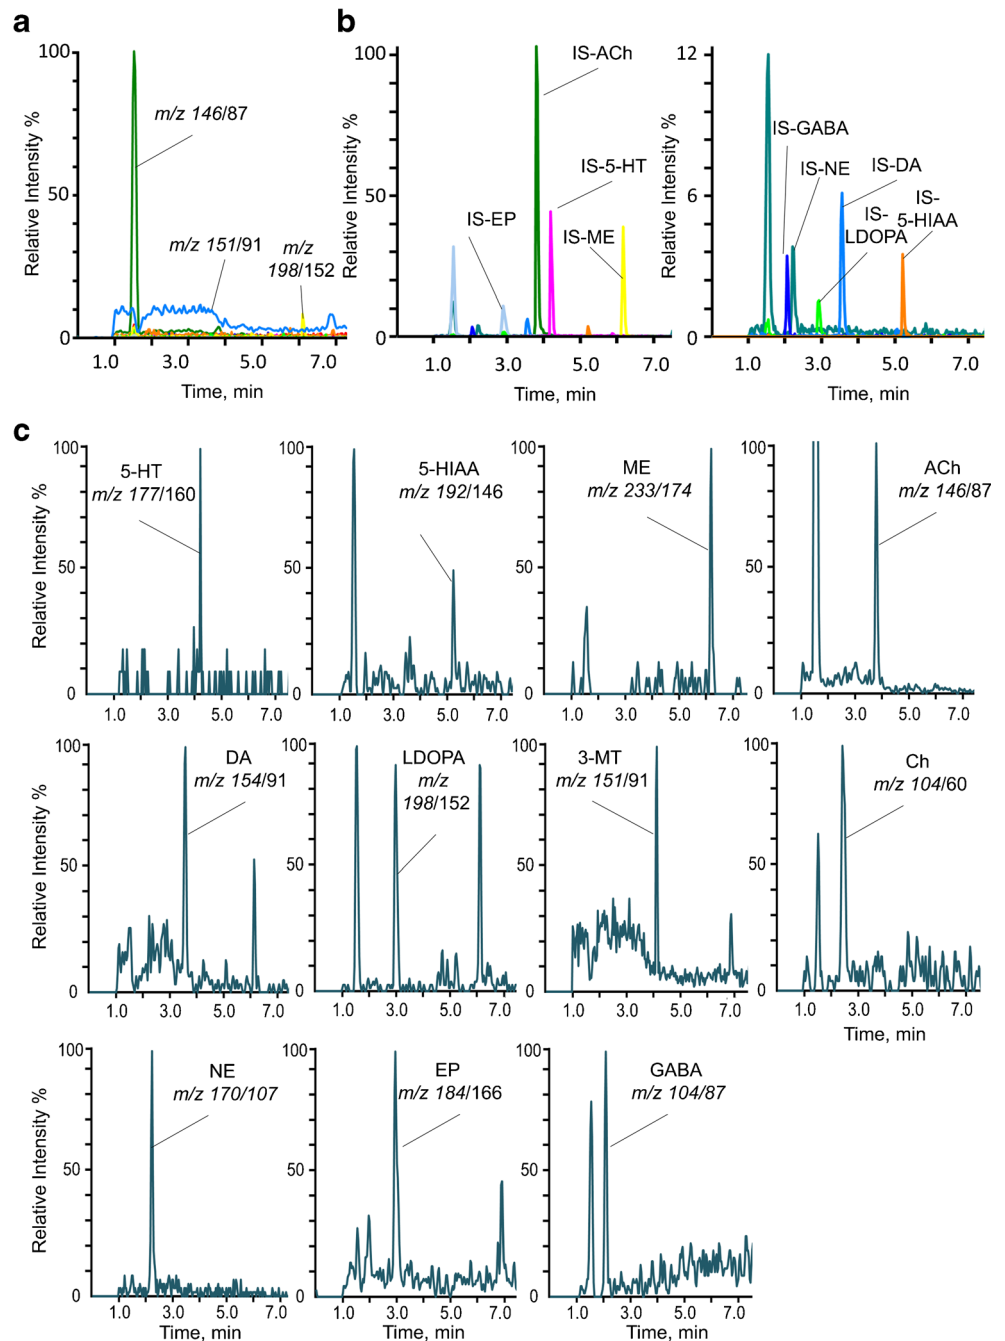 a
Relative Intensity %
100
50
0
m/z 146/87
m/z 151/91
m/z
198/152
1.0 3.0 5.0 7.0
Time, min
b
Relative Intensity %
100
50
0
IS-ACh
IS-5-HT
IS-EP
IS-ME
1.0 3.0 5.0 7.0
Time, min
Relative Intensity %
12
6
0
IS-GABA
IS-NE
IS-DA
IS-
LDOPA
IS-
5-HIAA
1.0 3.0 5.0 7.0
Time, min
c
Relative Intensity %
100
50
0
5-HT
m/z 177/160
1.0 3.0 5.0 7.0
100
50
0
5-HIAA
m/z 192/146
1.0 3.0 5.0 7.0
100
50
0
ME
m/z 233/174
1.0 3.0 5.0 7.0
100
50
0
ACh
m/z 146/87
1.0 3.0 5.0 7.0
Relative Intensity %
100
50
0
DA
m/z 154/91
1.0 3.0 5.0 7.0
100
50
0
LDOPA
m/z
198/152
1.0 3.0 5.0 7.0
100
50
0
3-MT
m/z 151/91
1.0 3.0 5.0 7.0
100
50
0
Ch
m/z 104/60
1.0 3.0 5.0 7.0
Time, min
Relative Intensity %
100
50
0
NE
m/z 170/107
1.0 3.0 5.0 7.0
Time, min
100
50
0
EP
m/z 184/166
1.0 3.0 5.0 7.0
Time, min
100
50
0
GABA
m/z 104/87
1.0 3.0 5.0 7.0
Time, min